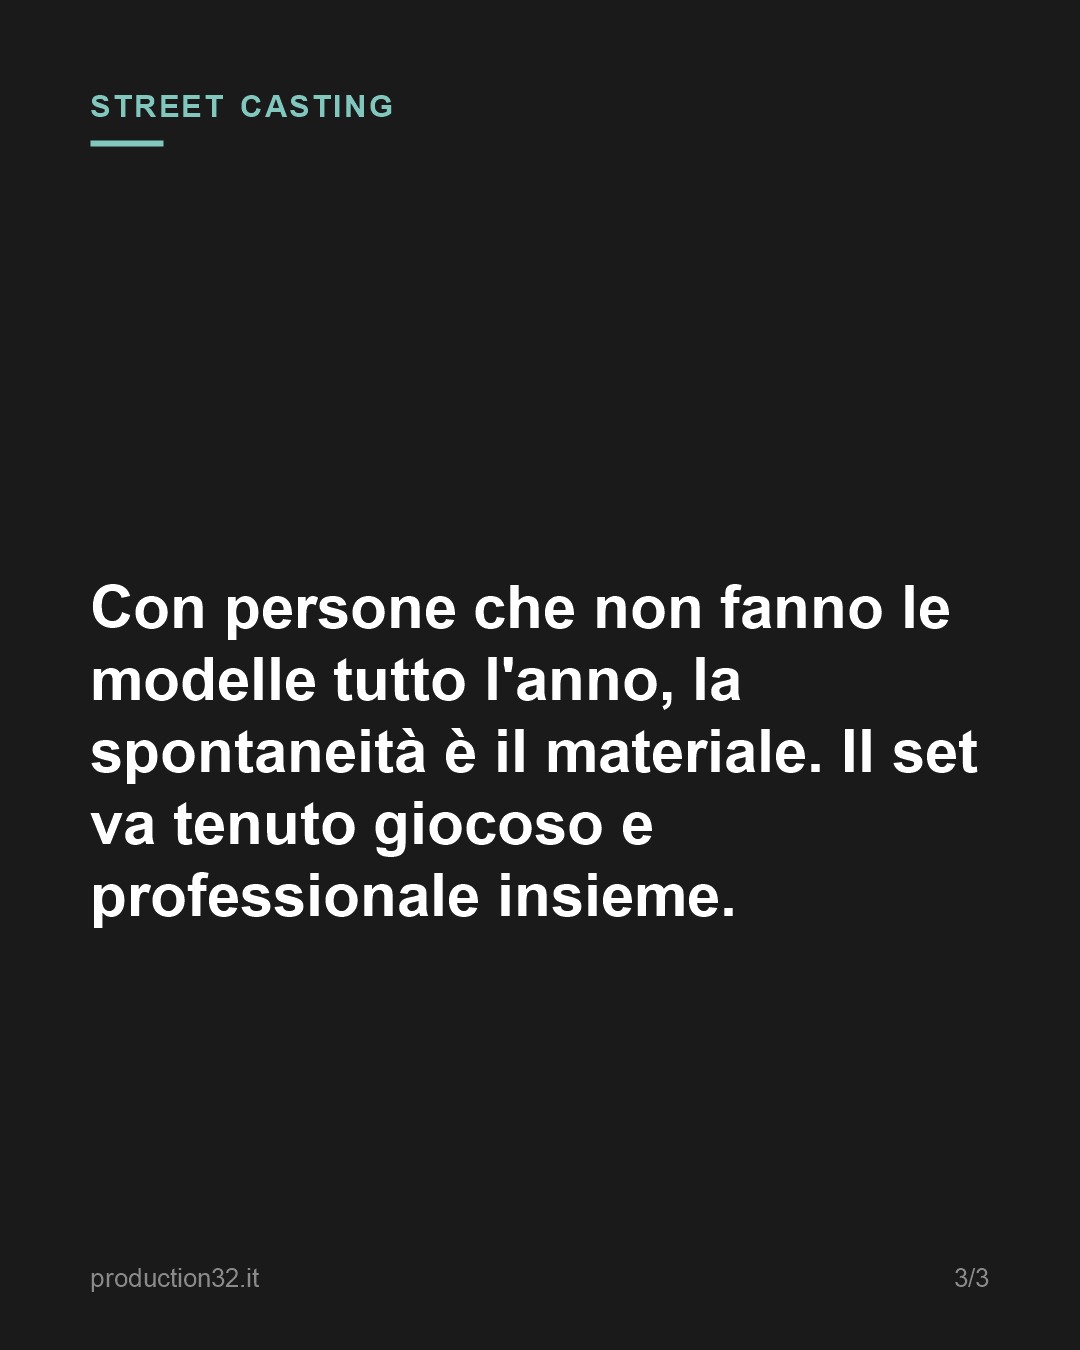 STREET CASTING
Con persone che non fanno le
modelle tutto l'anno, la
spontaneità è il materiale. Il set
va tenuto giocoso e
professionale insieme.
production32.it
3/3